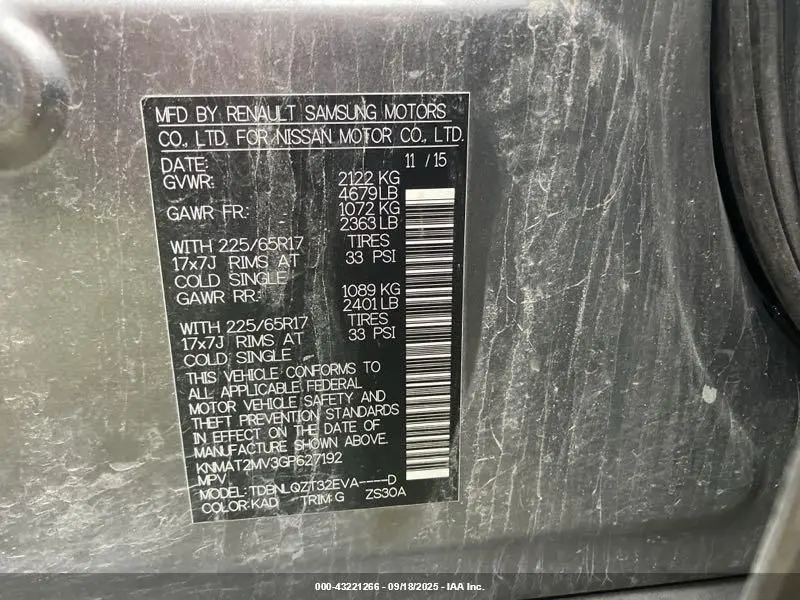 MFD BY RENAULT SAMSUNG MOTORS
CO., LTD. FOR NISSAN MOTOR CO., LTD.
DATE: 11 / 15
GVWR: 2122 KG
4679 LB
GAWR FR: 1072 KG
2363 LB
WITH 225/65R17 TIRES
17x7J RIMS AT 33 PSI
COLD SINGLE
GAWR RR: 1089 KG
2401 LB
WITH 225/65R17 TIRES
17x7J RIMS AT 33 PSI
COLD SINGLE
THIS VEHICLE CONFORMS TO
ALL APPLICABLE FEDERAL
MOTOR VEHICLE SAFETY AND
THEFT PREVENTION STANDARDS
IN EFFECT ON THE DATE OF
MANUFACTURE SHOWN ABOVE.
KNMAT2MV3GP627192
MPV
MODEL: TDBNLQZT32EVA----D
COLOR: KAD TRIM: G ZS30A
000-43221266 - 09/18/2025 - IAA Inc.